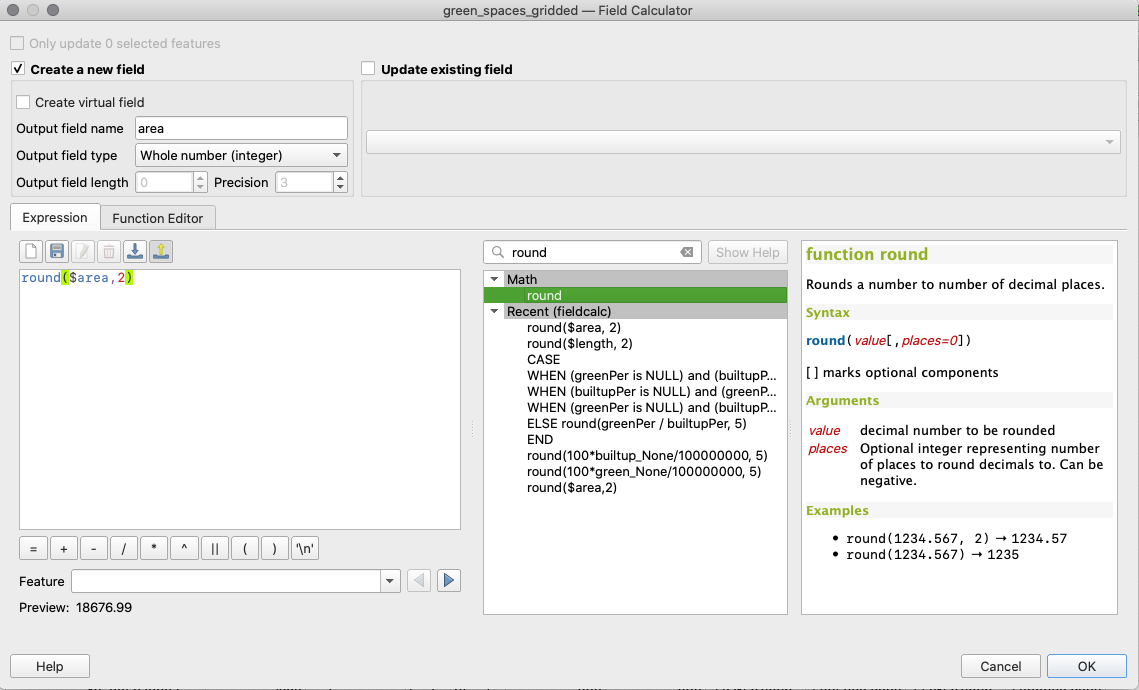 green_spaces_gridded — Field Calculator
Only update 0 selected features
Create a new field
Update existing field
Create virtual field
Output field name area
Output field type Whole number (integer)
Output field length 0 Precision 3
Expression Function Editor
round($area,2)
= + - / * ^ || ( ) '\n'
Feature
Preview: 18676.99
round Show Help
Math
round
Recent (fieldcalc)
round($area, 2)
round($length, 2)
CASE
WHEN (greenPer is NULL) and (builtupP...
WHEN (builtupPer is NULL) and (greenP...
WHEN (greenPer is NULL) and (builtupP...
ELSE round(greenPer / builtupPer, 5)
END
round(100*builtup_None/100000000, 5)
round(100*green_None/100000000, 5)
round($area,2)
function round
Rounds a number to number of decimal places.
Syntax
round(value[,places=0])
[ ] marks optional components
Arguments
value decimal number to be rounded
places Optional integer representing number
of places to round decimals to. Can be
negative.
Examples
• round(1234.567, 2) → 1234.57
• round(1234.567) → 1235
Help Cancel OK